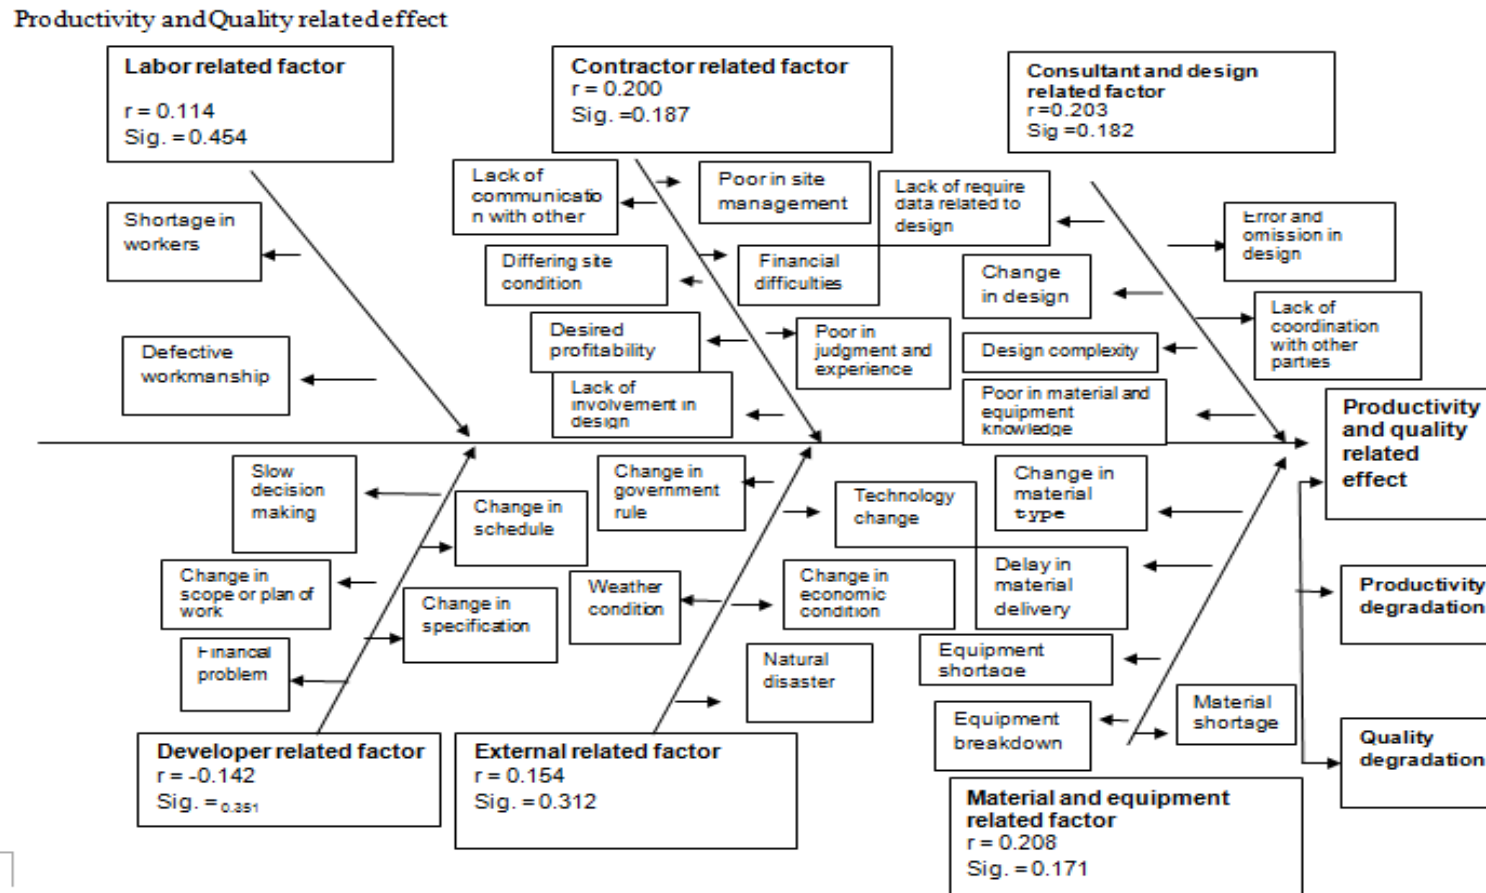 Productivity and Quality related effect
Labor related factor
r = 0.114
Sig. = 0.454
Contractor related factor
r = 0.200
Sig. =0.187
Consultant and design
related factor
r=0.203
Sig =0.182
Shortage in
workers
Defective
workmanship
Lack of
communicatio
n with other
Poor in site
management
Differing site
condition
Financial
difficulties
Desired
profitability
Poor in
judgment and
experience
Lack of
involvement in
design
Lack of require
data related to
design
Error and
omission in
design
Change
in design
Lack of
coordination
with other
parties
Design complexity
Poor in material and
equipment
knowledge
Productivity
and quality
related
effect
Slow
decision
making
Change in
schedule
Change in
scope or plan of
work
Change in
specification
Financial
problem
Change in
government
rule
Technology
change
Weather
condition
Change in
economic
condition
Natural
disaster
Change in
material
type
Delay in
material
delivery
Equipment
shortage
Equipment
breakdown
Material
shortage
Productivity
degradation
Quality
degradation
Developer related factor
r = -0.142
Sig. = 0.351
External related factor
r = 0.154
Sig. = 0.312
Material and equipment
related factor
r = 0.208
Sig. = 0.171